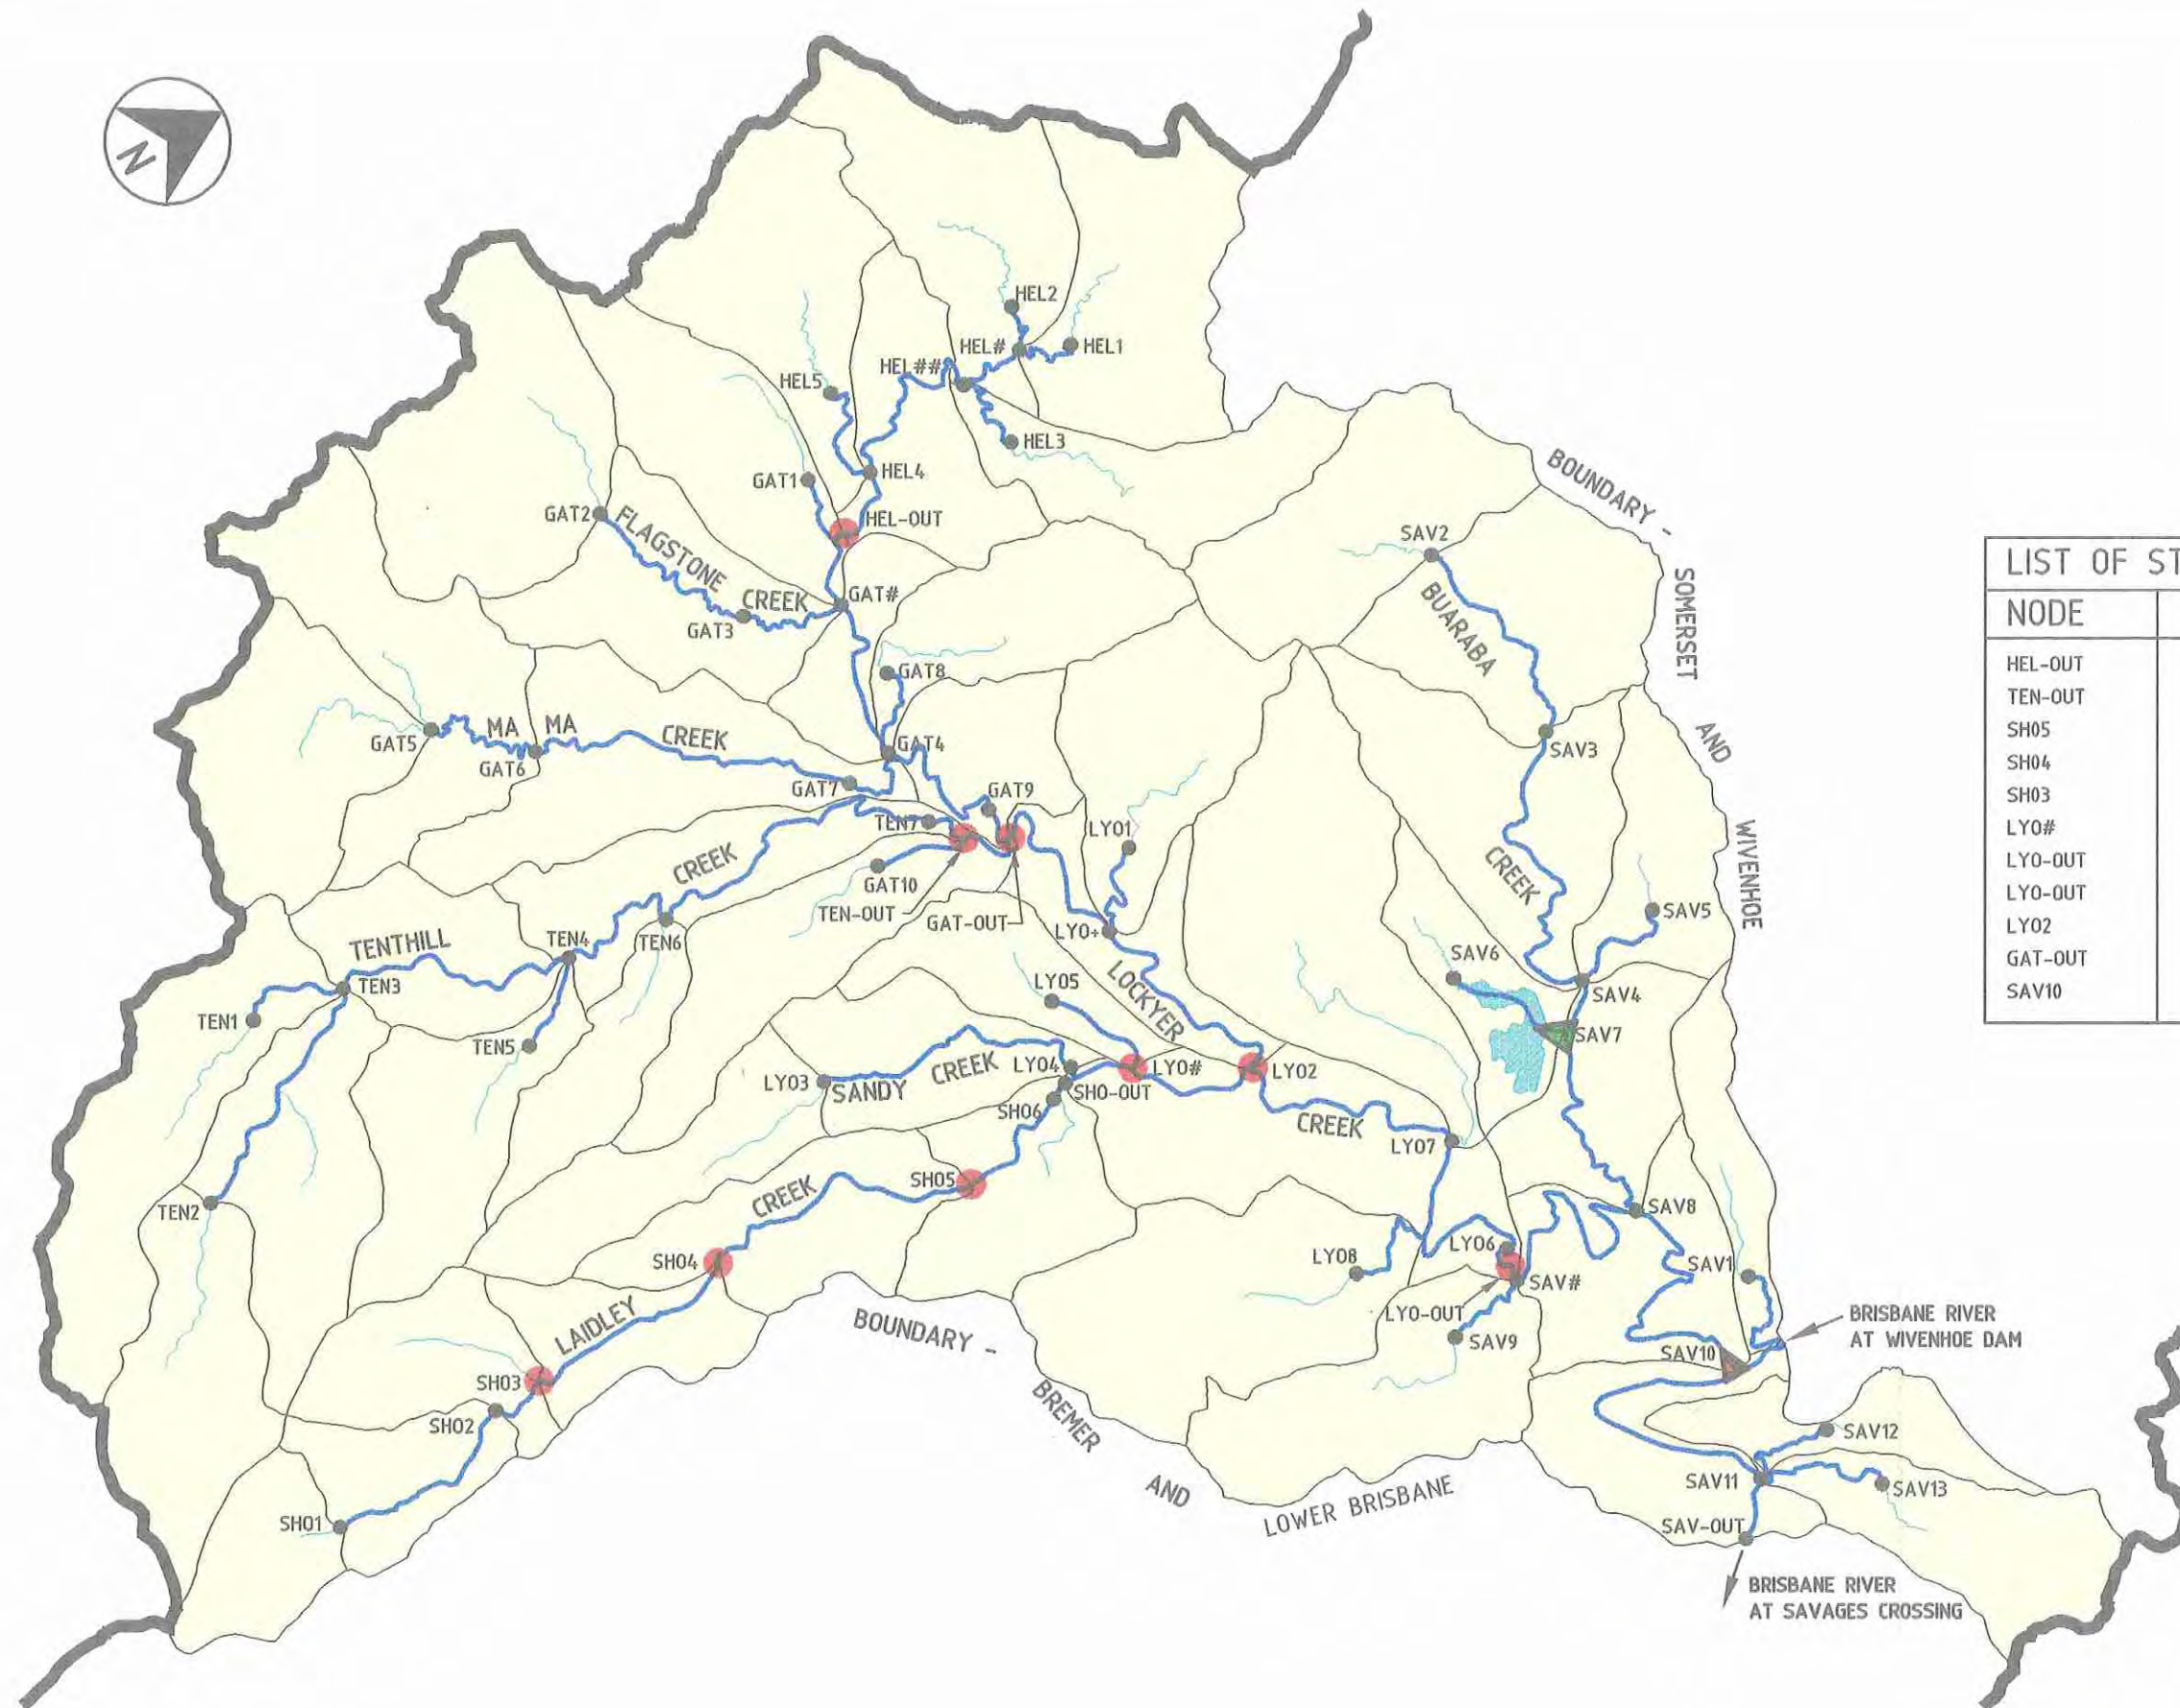 N
HEL2
HEL#
HEL1
HEL##
HEL5
HEL3
HEL4
GAT1
HEL-OUT
GAT2
FLAGSTONE
CREEK
GAT#
GAT3
GAT8
GAT5
MA
MA
CREEK
GAT6
GAT4
GAT7
GAT9
TEN7
LYO1
GAT10
TEN-OUT
GAT-OUT
LYO+
CREEK
TENTHILL
TEN4
TEN6
TEN3
TEN1
TEN5
TEN2
LYO5
LOCKYER
LYO3
SANDY
CREEK
LYO4
LYO#
LYO2
SHO-OUT
SHO6
CREEK
LYO7
SHO5
CREEK
SHO4
LAIDLEY
SHO3
SHO2
SHO1
LYO8
LYO6
SAV#
LYO-OUT
SAV9
SAV2
BUARABA
SAV3
CREEK
SAV5
SAV6
SAV4
SAV7
SAV8
SAV1
SAV10
SAV12
SAV11
SAV13
SAV-OUT
BOUNDARY -
SOMERSET
AND
WIVENHOE
BOUNDARY -
BREMER
AND
LOWER BRISBANE
BRISBANE RIVER
AT WIVENHOE DAM
BRISBANE RIVER
AT SAVAGES CROSSING
LIST OF ST
NODE
HEL-OUT
TEN-OUT
SH05
SH04
SH03
LYO#
LYO-OUT
LYO-OUT
LYO2
GAT-OUT
SAV10